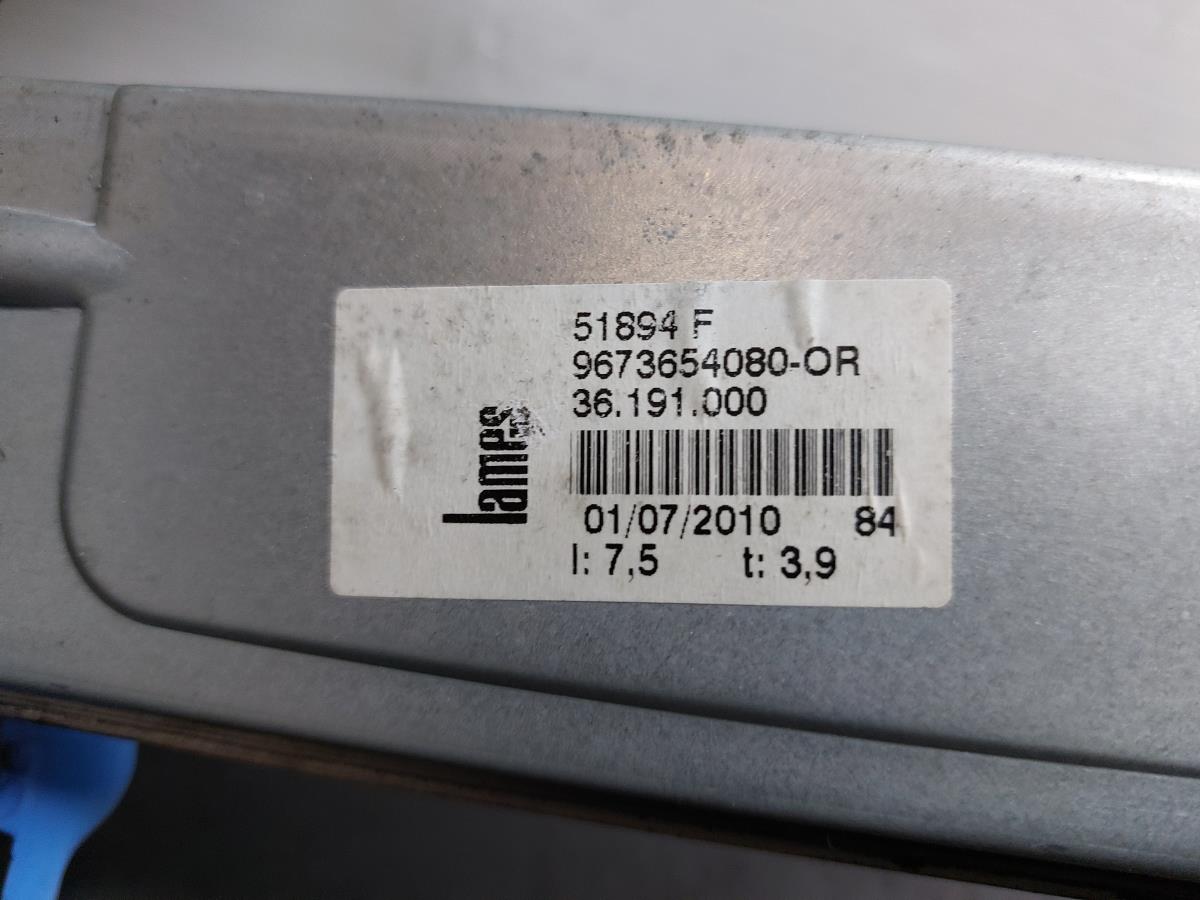 51894 F
9673654080-OR
36.191.000
lames
01/07/2010 84
l: 7,5 t: 3,9